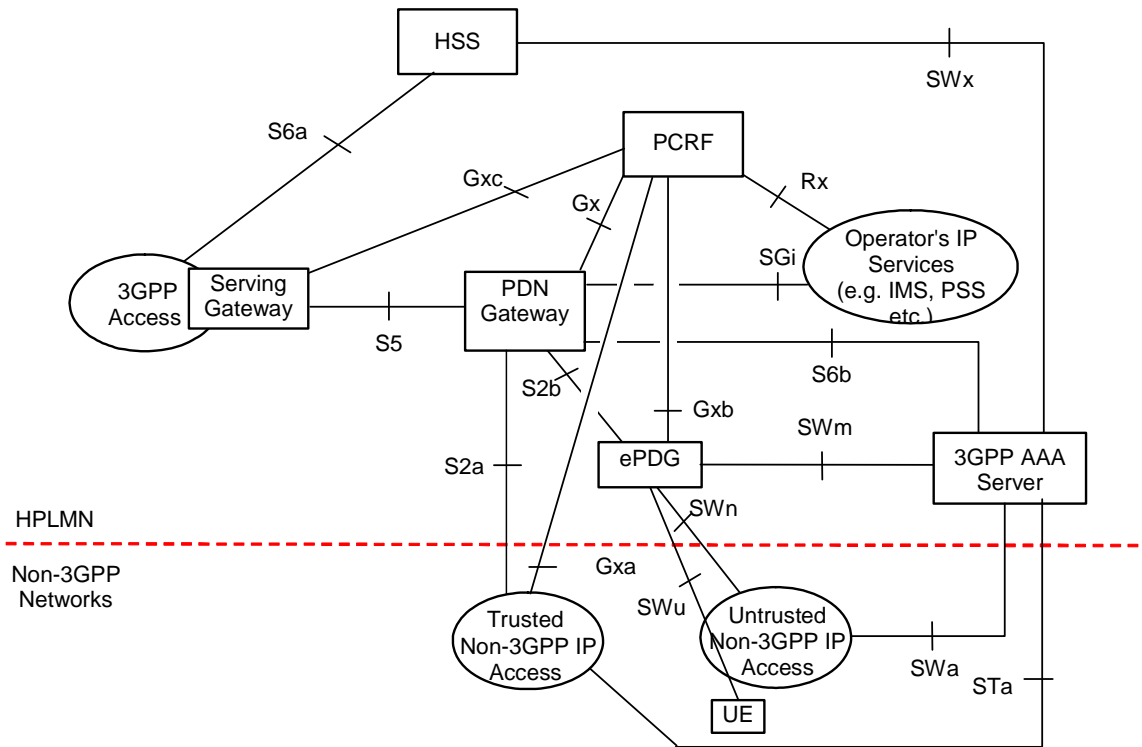 HSS
SWx
S6a
PCRF
Gxc
Gx
Rx
Operator's IP
Services
(e.g. IMS, PSS
etc.)
SGi
3GPP
Access
Serving
Gateway
PDN
Gateway
S5
S6b
S2b
Gxb
SWm
ePDG
3GPP AAA
Server
S2a
SWn
HPLMN
Non-3GPP
Networks
Gxa
SWu
Trusted
Non-3GPP IP
Access
Untrusted
Non-3GPP IP
Access
SWa
STa
UE